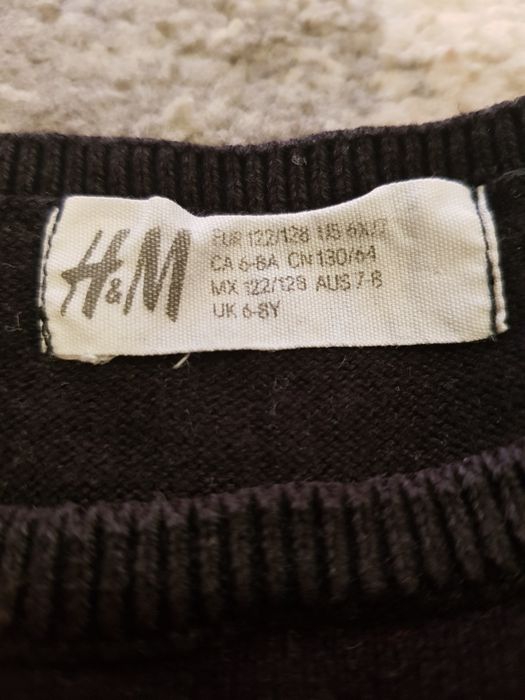 H&M
EUR 122/128 US 6X/7
CA 6-8A CN 130/64
MX 122/128 AUS 7-8
UK 6-8Y